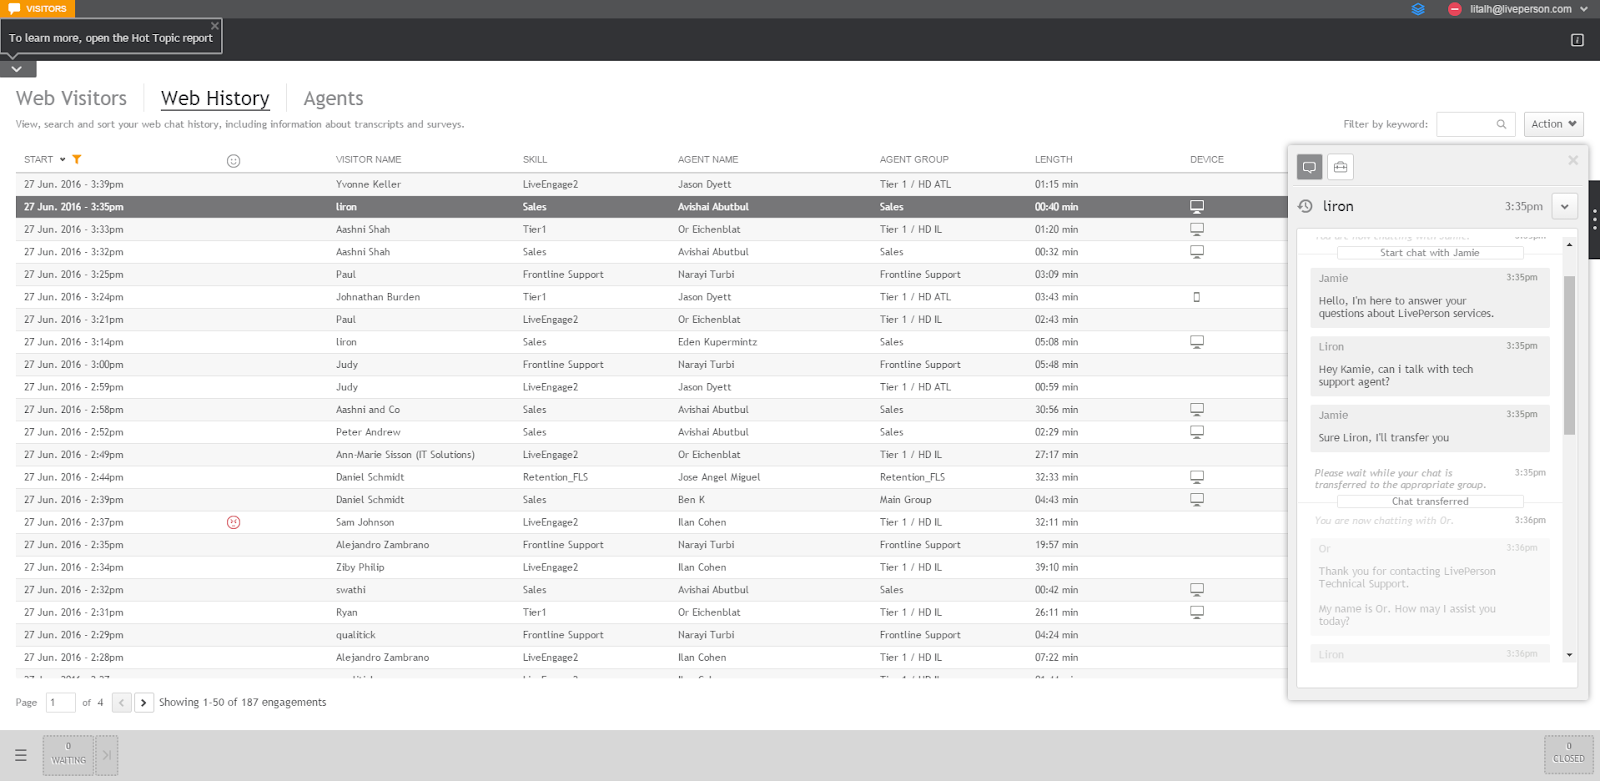 VISITORS
litalh@liveperson.com
To learn more, open the Hot Topic report
Web Visitors Web History Agents
View, search and sort your web chat history, including information about transcripts and surveys.
Filter by keyword: Action
START VISITOR NAME SKILL AGENT NAME AGENT GROUP LENGTH DEVICE
27 Jun. 2016 - 3:39pm Yvonne Keller LiveEngage2 Jason Dyett Tier 1 / HD ATL 01:15 min
27 Jun. 2016 - 3:35pm liron Sales Avishai Abutbul Sales 00:40 min
27 Jun. 2016 - 3:33pm Aashni Shah Tier1 Or Eichenblat Tier 1 / HD IL 01:20 min
27 Jun. 2016 - 3:32pm Aashni Shah Sales Avishai Abutbul Sales 00:32 min
27 Jun. 2016 - 3:25pm Paul Frontline Support Narayi Turbi Frontline Support 03:09 min
27 Jun. 2016 - 3:24pm Johnathan Burden Tier1 Jason Dyett Tier 1 / HD ATL 03:43 min
27 Jun. 2016 - 3:21pm Paul LiveEngage2 Or Eichenblat Tier 1 / HD IL 02:43 min
27 Jun. 2016 - 3:14pm liron Sales Eden Kupermintz Sales 05:08 min
27 Jun. 2016 - 3:00pm Judy Frontline Support Narayi Turbi Frontline Support 05:48 min
27 Jun. 2016 - 2:59pm Judy LiveEngage2 Jason Dyett Tier 1 / HD ATL 00:59 min
27 Jun. 2016 - 2:58pm Aashni and Co Sales Avishai Abutbul Sales 30:56 min
27 Jun. 2016 - 2:52pm Peter Andrew Sales Avishai Abutbul Sales 02:29 min
27 Jun. 2016 - 2:49pm Ann-Marie Sisson (IT Solutions) LiveEngage2 Or Eichenblat Tier 1 / HD IL 27:17 min
27 Jun. 2016 - 2:44pm Daniel Schmidt Retention_FLS Jose Angel Miguel Retention_FLS 32:33 min
27 Jun. 2016 - 2:39pm Daniel Schmidt Sales Ben K Main Group 04:43 min
27 Jun. 2016 - 2:37pm Sam Johnson LiveEngage2 Ilan Cohen Tier 1 / HD IL 32:11 min
27 Jun. 2016 - 2:35pm Alejandro Zambrano Frontline Support Narayi Turbi Frontline Support 19:57 min
27 Jun. 2016 - 2:34pm Ziby Philip LiveEngage2 Ilan Cohen Tier 1 / HD IL 39:10 min
27 Jun. 2016 - 2:32pm swathi Sales Avishai Abutbul Sales 00:42 min
27 Jun. 2016 - 2:31pm Ryan Tier1 Or Eichenblat Tier 1 / HD IL 26:11 min
27 Jun. 2016 - 2:29pm qualitick Frontline Support Narayi Turbi Frontline Support 04:24 min
27 Jun. 2016 - 2:28pm Alejandro Zambrano LiveEngage2 Ilan Cohen Tier 1 / HD IL 07:22 min
Page 1 of 4 Showing 1-50 of 187 engagements
0
WAITING
0
CLOSED
liron 3:35pm
Start chat with Jamie
Jamie 3:35pm
Hello, I'm here to answer your
questions about LivePerson services.
Liron 3:35pm
Hey Kamie, can i talk with tech
support agent?
Jamie 3:35pm
Sure Liron, I'll transfer you
Please wait while your chat is 3:35pm
transferred to the appropriate group.
Chat transferred
You are now chatting with Or. 3:36pm
Or 3:36pm
Thank you for contacting LivePerson
Technical Support.
My name is Or. How may I assist you
today?
Liron 3:36pm